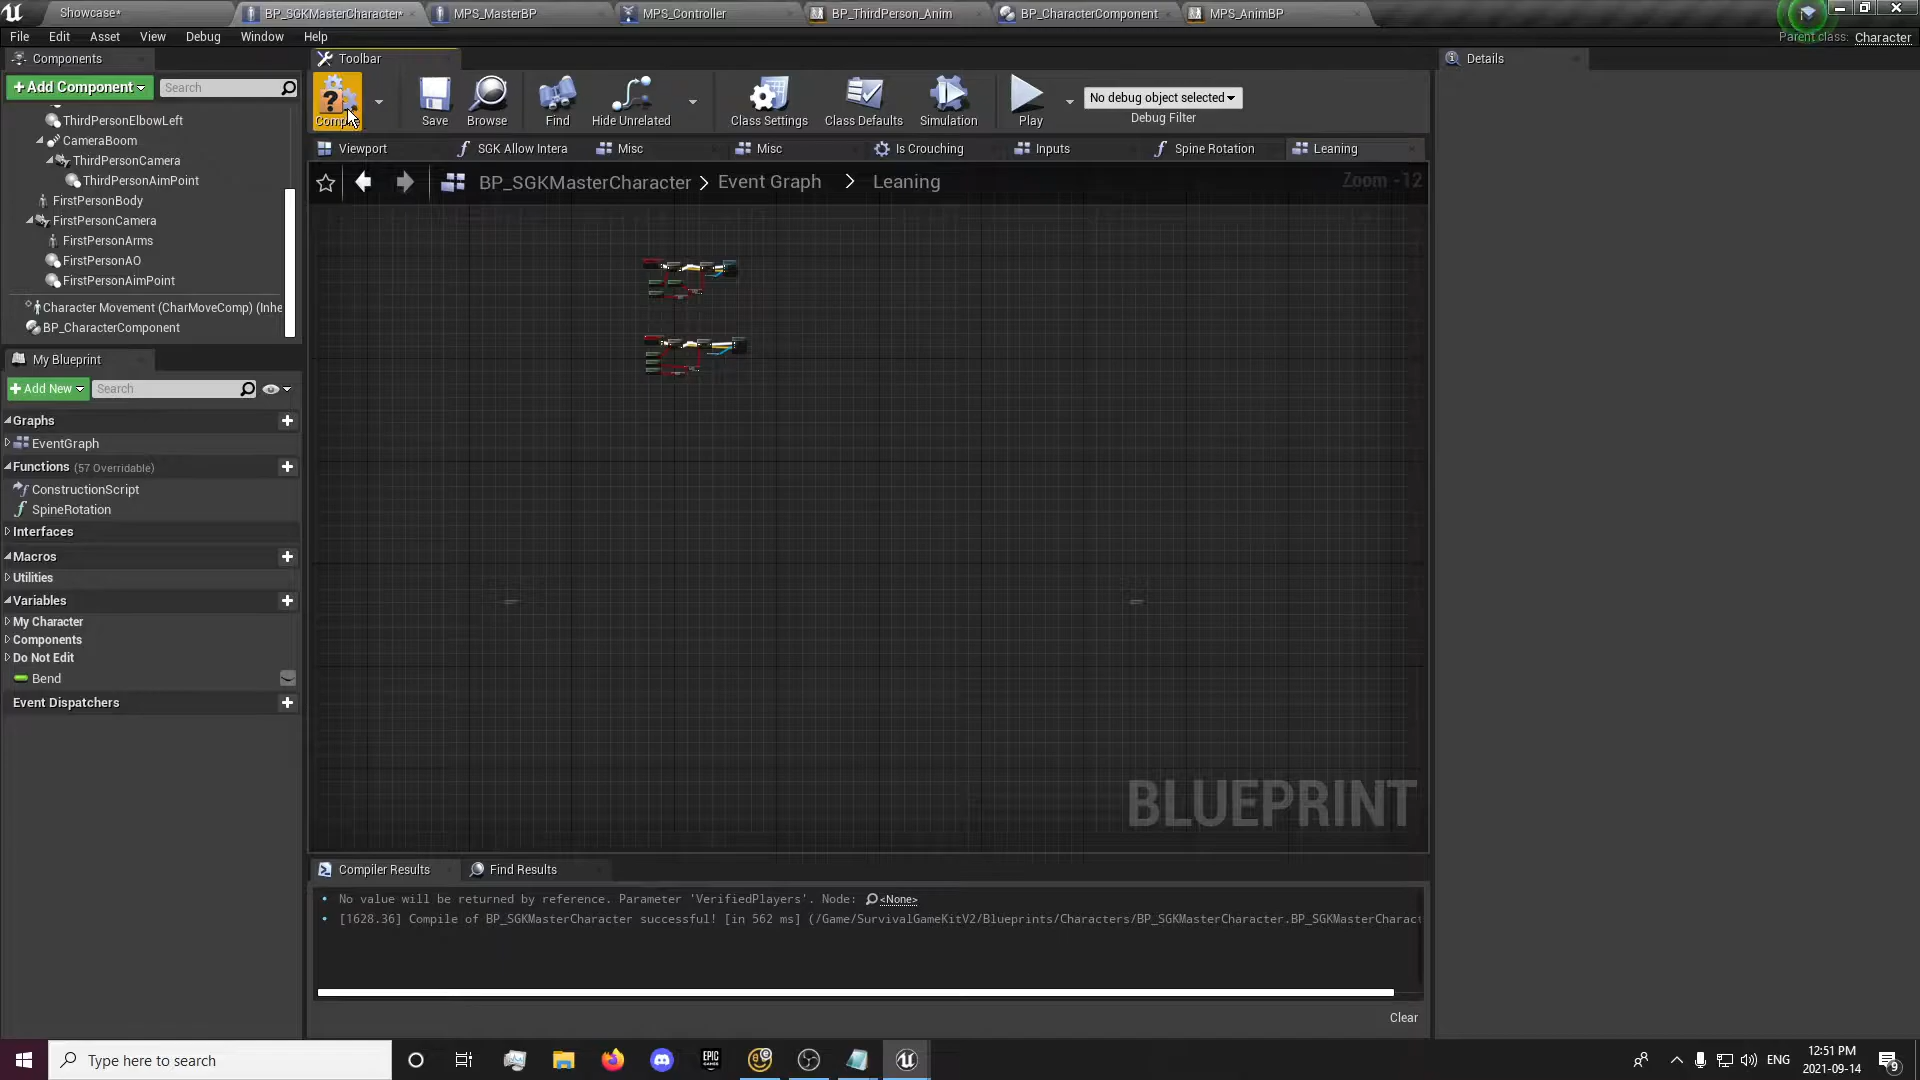 Showcase*
BP_SGKMasterCharacter*
MPS_MasterBP
MPS_Controller
BP_ThirdPerson_Anim
BP_CharacterComponent
MPS_AnimBP
File Edit Asset View Debug Window Help
Parent class: Character
Components
Toolbar
Details
+Add Component
Search
Save
Browse
Find
Hide Unrelated
Class Settings
Class Defaults
Simulation
Play
No debug object selected
Debug Filter
ThirdPersonElbowLeft
CameraBoom
ThirdPersonCamera
ThirdPersonAimPoint
FirstPersonBody
FirstPersonCamera
FirstPersonArms
FirstPersonAO
FirstPersonAimPoint
Character Movement (CharMoveComp) (Inhe
BP_CharacterComponent
Viewport
SGK Allow Intera
Misc
Misc
Is Crouching
Inputs
Spine Rotation
Leaning
BP_SGKMasterCharacter > Event Graph > Leaning
Zoom -12
My Blueprint
+Add New
Search
Graphs
EventGraph
Functions (57 Overridable)
ConstructionScript
SpineRotation
Interfaces
Macros
Utilities
Variables
My Character
Components
Do Not Edit
Bend
Event Dispatchers
BLUEPRINT
Compiler Results
Find Results
No value will be returned by reference. Parameter 'VerifiedPlayers'. Node: <None>
[1628.36] Compile of BP_SGKMasterCharacter successful! [in 562 ms] (/Game/SurvivalGameKitV2/Blueprints/Characters/BP_SGKMasterCharacter.BP_SGKMasterCharact
Clear
Type here to search
EPIC
ENG
12:51 PM
2021-09-14
9